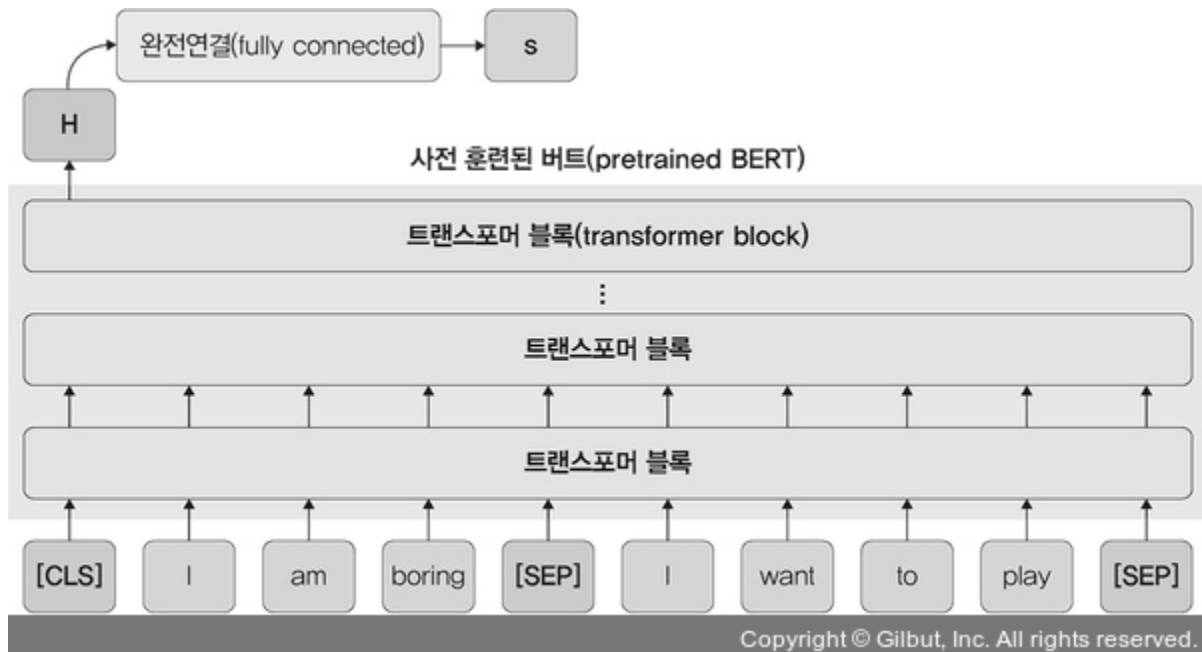 완전연결(fully connected)
s
H
사전 훈련된 버트(pretrained BERT)
트랜스포머 블록(transformer block)
⋮
트랜스포머 블록
트랜스포머 블록
[CLS] I am boring [SEP] I want to play [SEP]
Copyright © Gilbut, Inc. All rights reserved.